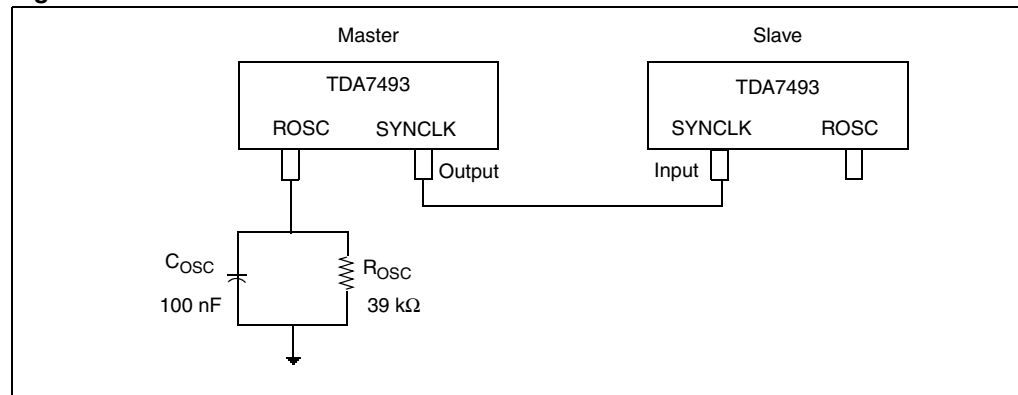 Master
Slave
TDA7493
TDA7493
ROSC SYNCLK
SYNCLK ROSC
Output
Input
COSC
100 nF
ROSC
39 kΩ